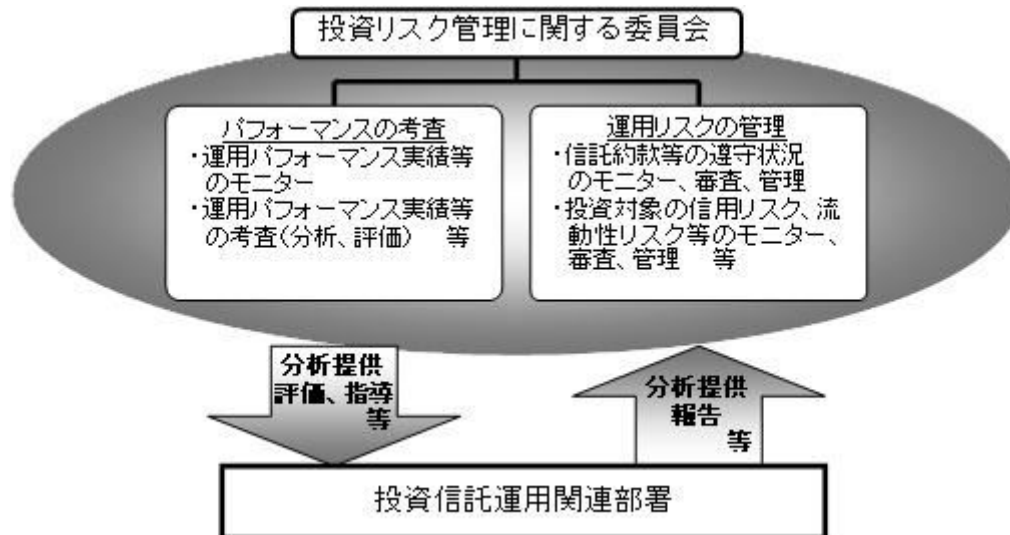 投資リスク管理に関する委員会
パフォーマンスの考査
・運用パフォーマンス実績等
のモニター
・運用パフォーマンス実績等
の考査(分析、評価) 等
運用リスクの管理
・信託約款等の遵守状況
のモニター、審査、管理
・投資対象の信用リスク、流
動性リスク等のモニター、
審査、管理 等
分析提供
評価、指導
等
分析提供
報告
等
投資信託運用関連部署